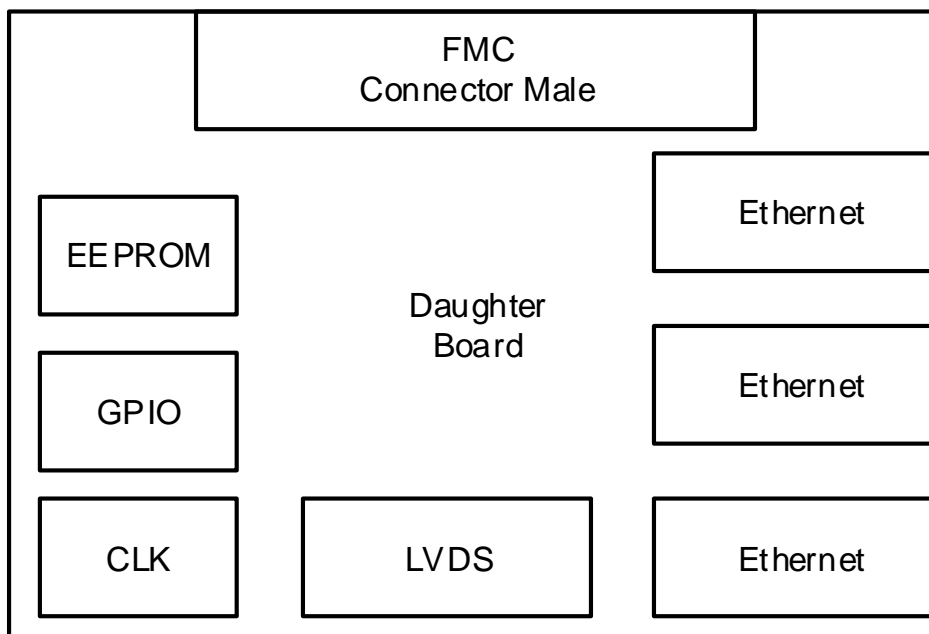 FMC
Connector Male
Ethernet
EEPROM
Daughter
Board
Ethernet
GPIO
CLK
LVDS
Ethernet